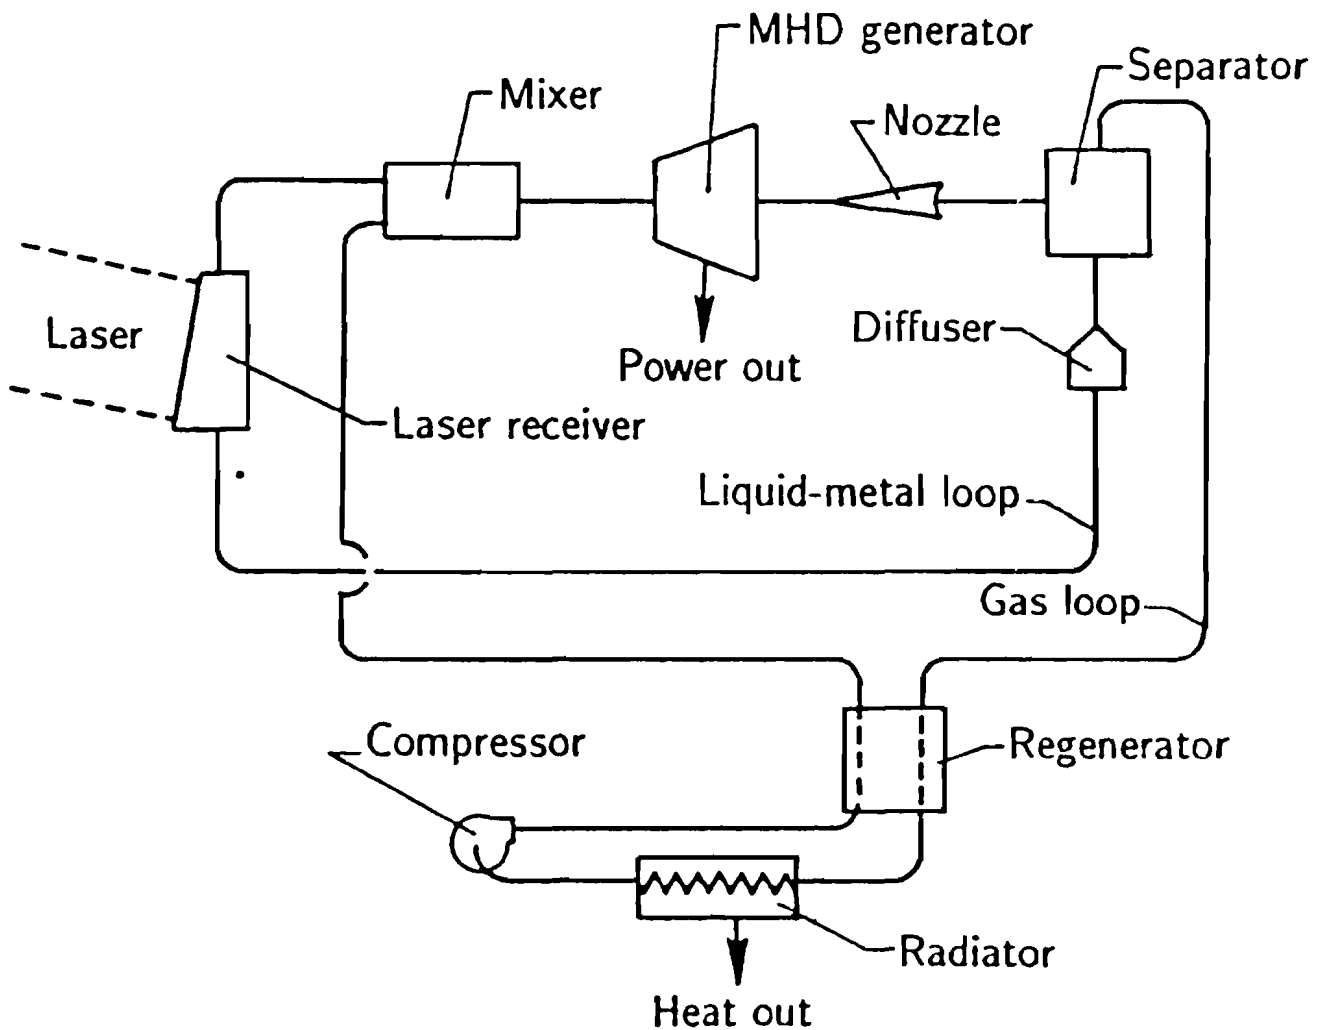 MHD generator
Separator
Mixer
Nozzle
Laser
Diffuser
Power out
Laser receiver
Liquid-metal loop
Gas loop
Compressor
Regenerator
Radiator
Heat out